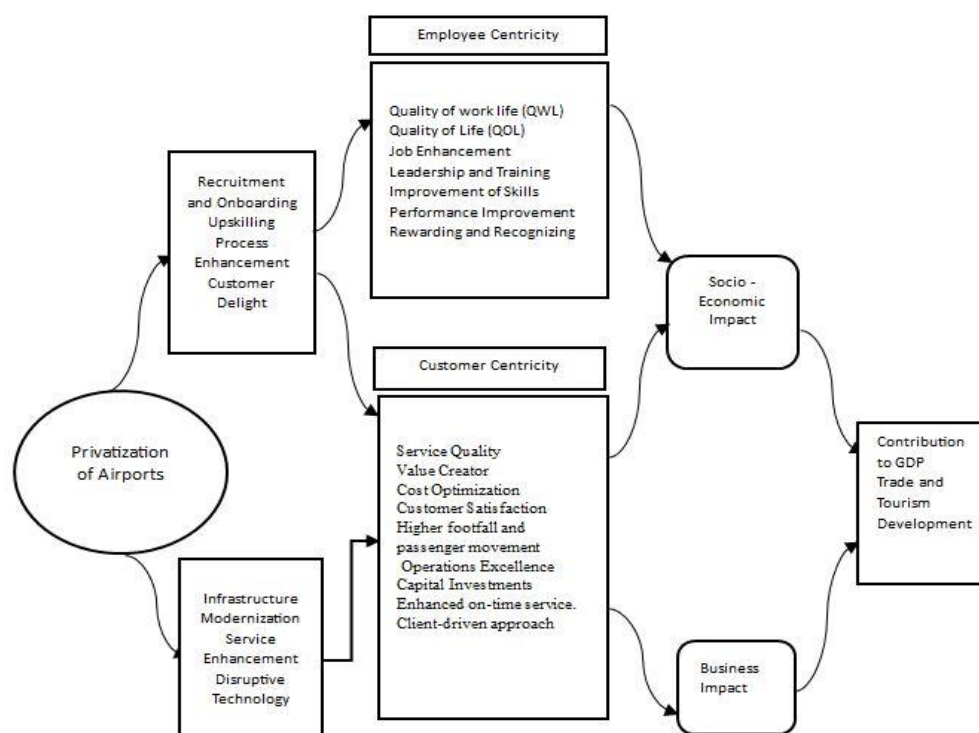 Employee Centricity
Quality of work life (QWL)
Quality of Life (QOL)
Job Enhancement
Leadership and Training
Improvement of Skills
Performance Improvement
Rewarding and Recognizing
Recruitment
and Onboarding
Upskilling
Process
Enhancement
Customer
Delight
Socio -
Economic
Impact
Customer Centricity
Service Quality
Value Creator
Cost Optimization
Customer Satisfaction
Higher footfall and
passenger movement
Operations Excellence
Capital Investments
Enhanced on-time service.
Client-driven approach
Privatization
of Airports
Contribution
to GDP
Trade and
Tourism
Development
Infrastructure
Modernization
Service
Enhancement
Disruptive
Technology
Business
Impact